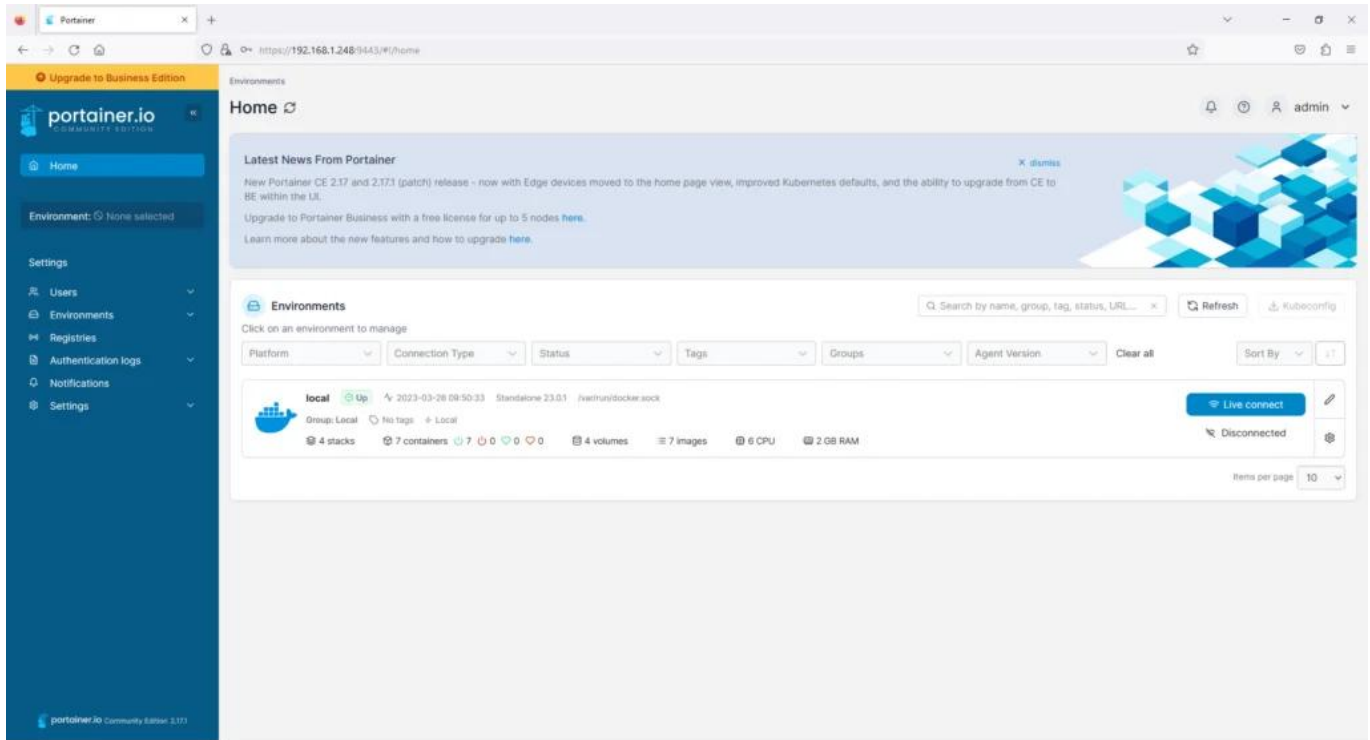 Portainer
https://192.168.1.248:9443/#!/home
Upgrade to Business Edition
portainer.io
COMMUNITY EDITION
Home
Environment: None selected
Settings
Users
Environments
Registries
Authentication logs
Notifications
Settings
portainer.io Community Edition 2.17.1
Environments
Home
admin
Latest News From Portainer
dismiss
New Portainer CE 2.17 and 2.17.1 (patch) release - now with Edge devices moved to the home page view, improved Kubernetes defaults, and the ability to upgrade from CE to
BE within the UI.
Upgrade to Portainer Business with a free license for up to 5 nodes here.
Learn more about the new features and how to upgrade here.
Environments
Search by name, group, tag, status, URL...
Refresh
Kubeconfig
Click on an environment to manage
Platform
Connection Type
Status
Tags
Groups
Agent Version
Clear all
Sort By
local Up 2023-03-28 09:50:33 Standalone 23.0.1 /var/run/docker.sock
Group: Local No tags Local
4 stacks 7 containers 7 0 0 0 4 volumes 7 images 6 CPU 2 GB RAM
Live connect
Disconnected
Items per page 10